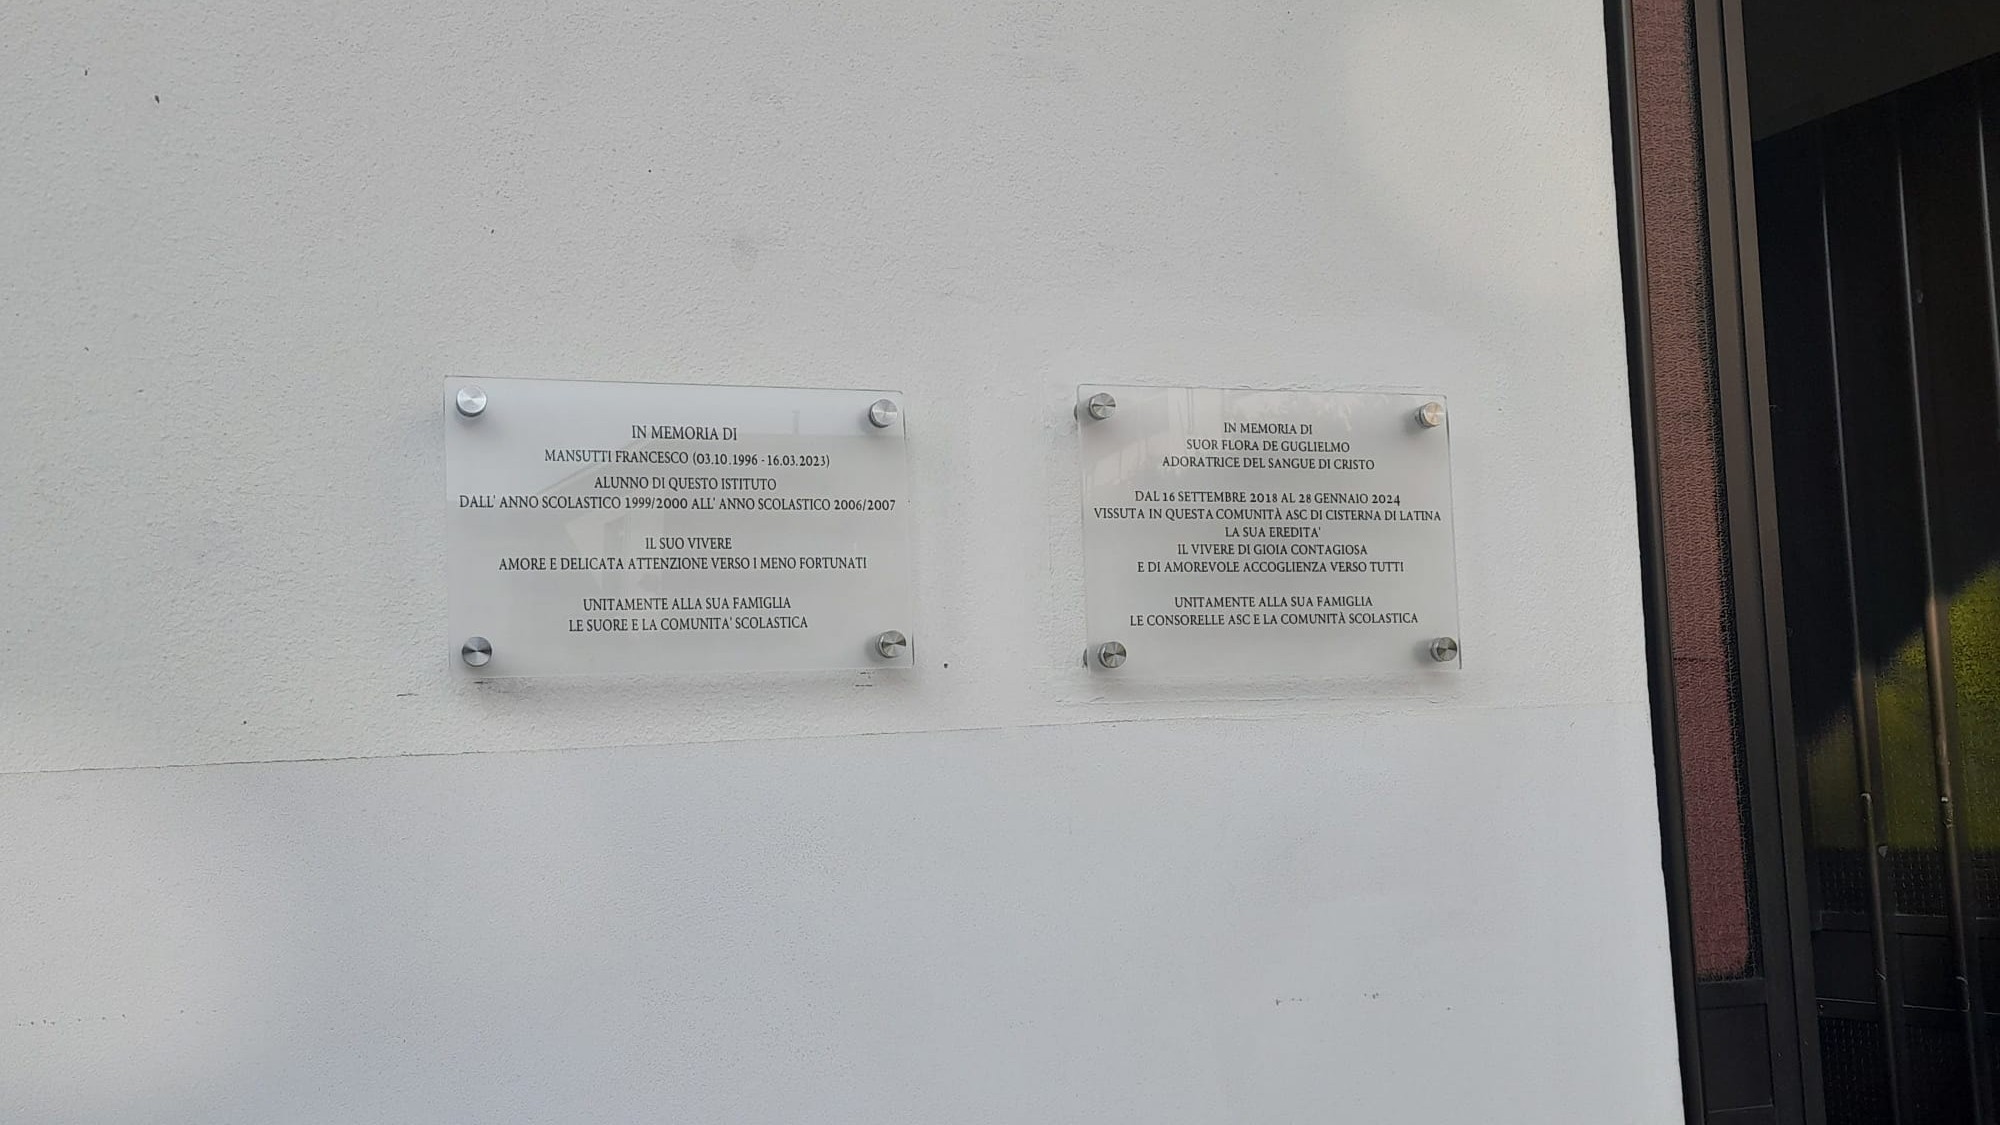 IN MEMORIA DI
MANSUTTI FRANCESCO (03.10.1996 - 16.03.2023)
ALUNNO DI QUESTO ISTITUTO
DALL' ANNO SCOLASTICO 1999/2000 ALL' ANNO SCOLASTICO 2006/2007
IL SUO VIVERE
AMORE E DELICATA ATTENZIONE VERSO I MENO FORTUNATI
UNITAMENTE ALLA SUA FAMIGLIA
LE SUORE E LA COMUNITA' SCOLASTICA
IN MEMORIA DI
SUOR FLORA DE GUGLIELMO
ADORATRICE DEL SANGUE DI CRISTO
DAL 16 SETTEMBRE 2018 AL 28 GENNAIO 2024
VISSUTA IN QUESTA COMUNITÀ ASC DI CISTERNA DI LATINA
LA SUA EREDITA'
IL VIVERE DI GIOIA CONTAGIOSA
E DI AMOREVOLE ACCOGLIENZA VERSO TUTTI
UNITAMENTE ALLA SUA FAMIGLIA
LE CONSORELLE ASC E LA COMUNITÀ SCOLASTICA